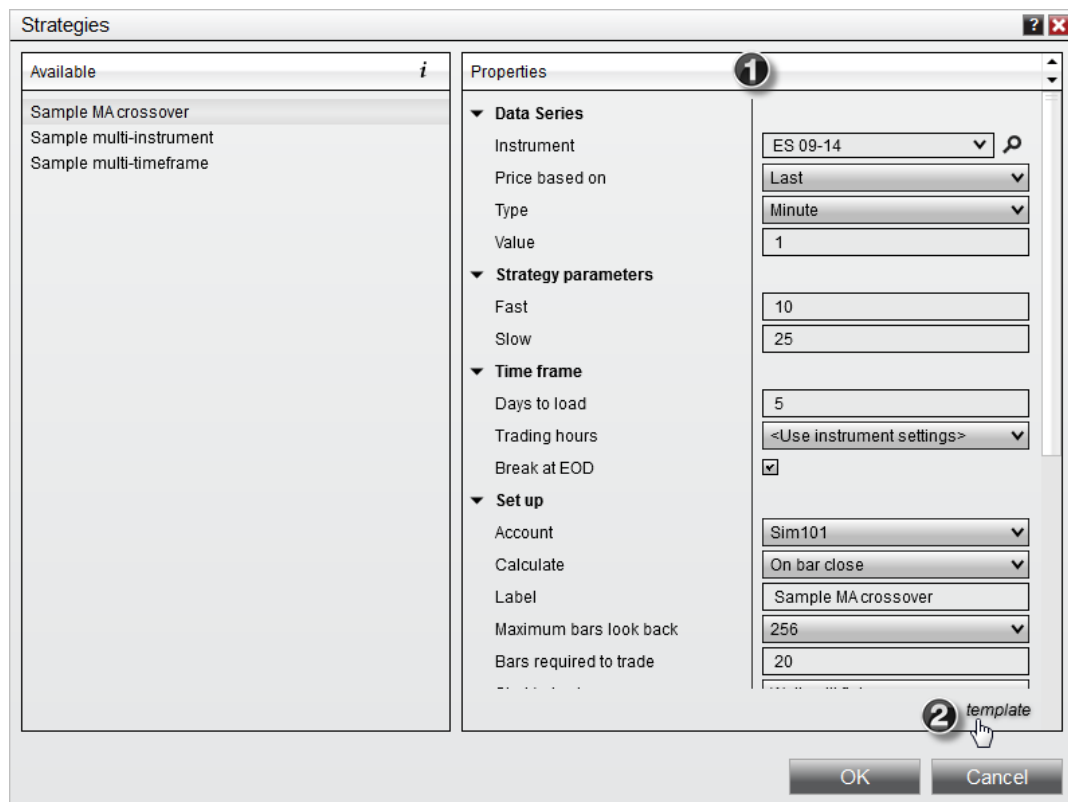 Strategies
?
Available i
Sample MA crossover
Sample multi-instrument
Sample multi-timeframe
Properties 1
Data Series
Instrument ES 09-14
Price based on Last
Type Minute
Value 1
Strategy parameters
Fast 10
Slow 25
Time frame
Days to load 5
Trading hours <Use instrument settings>
Break at EOD
Set up
Account Sim101
Calculate On bar close
Label Sample MA crossover
Maximum bars look back 256
Bars required to trade 20
2 template
OK Cancel